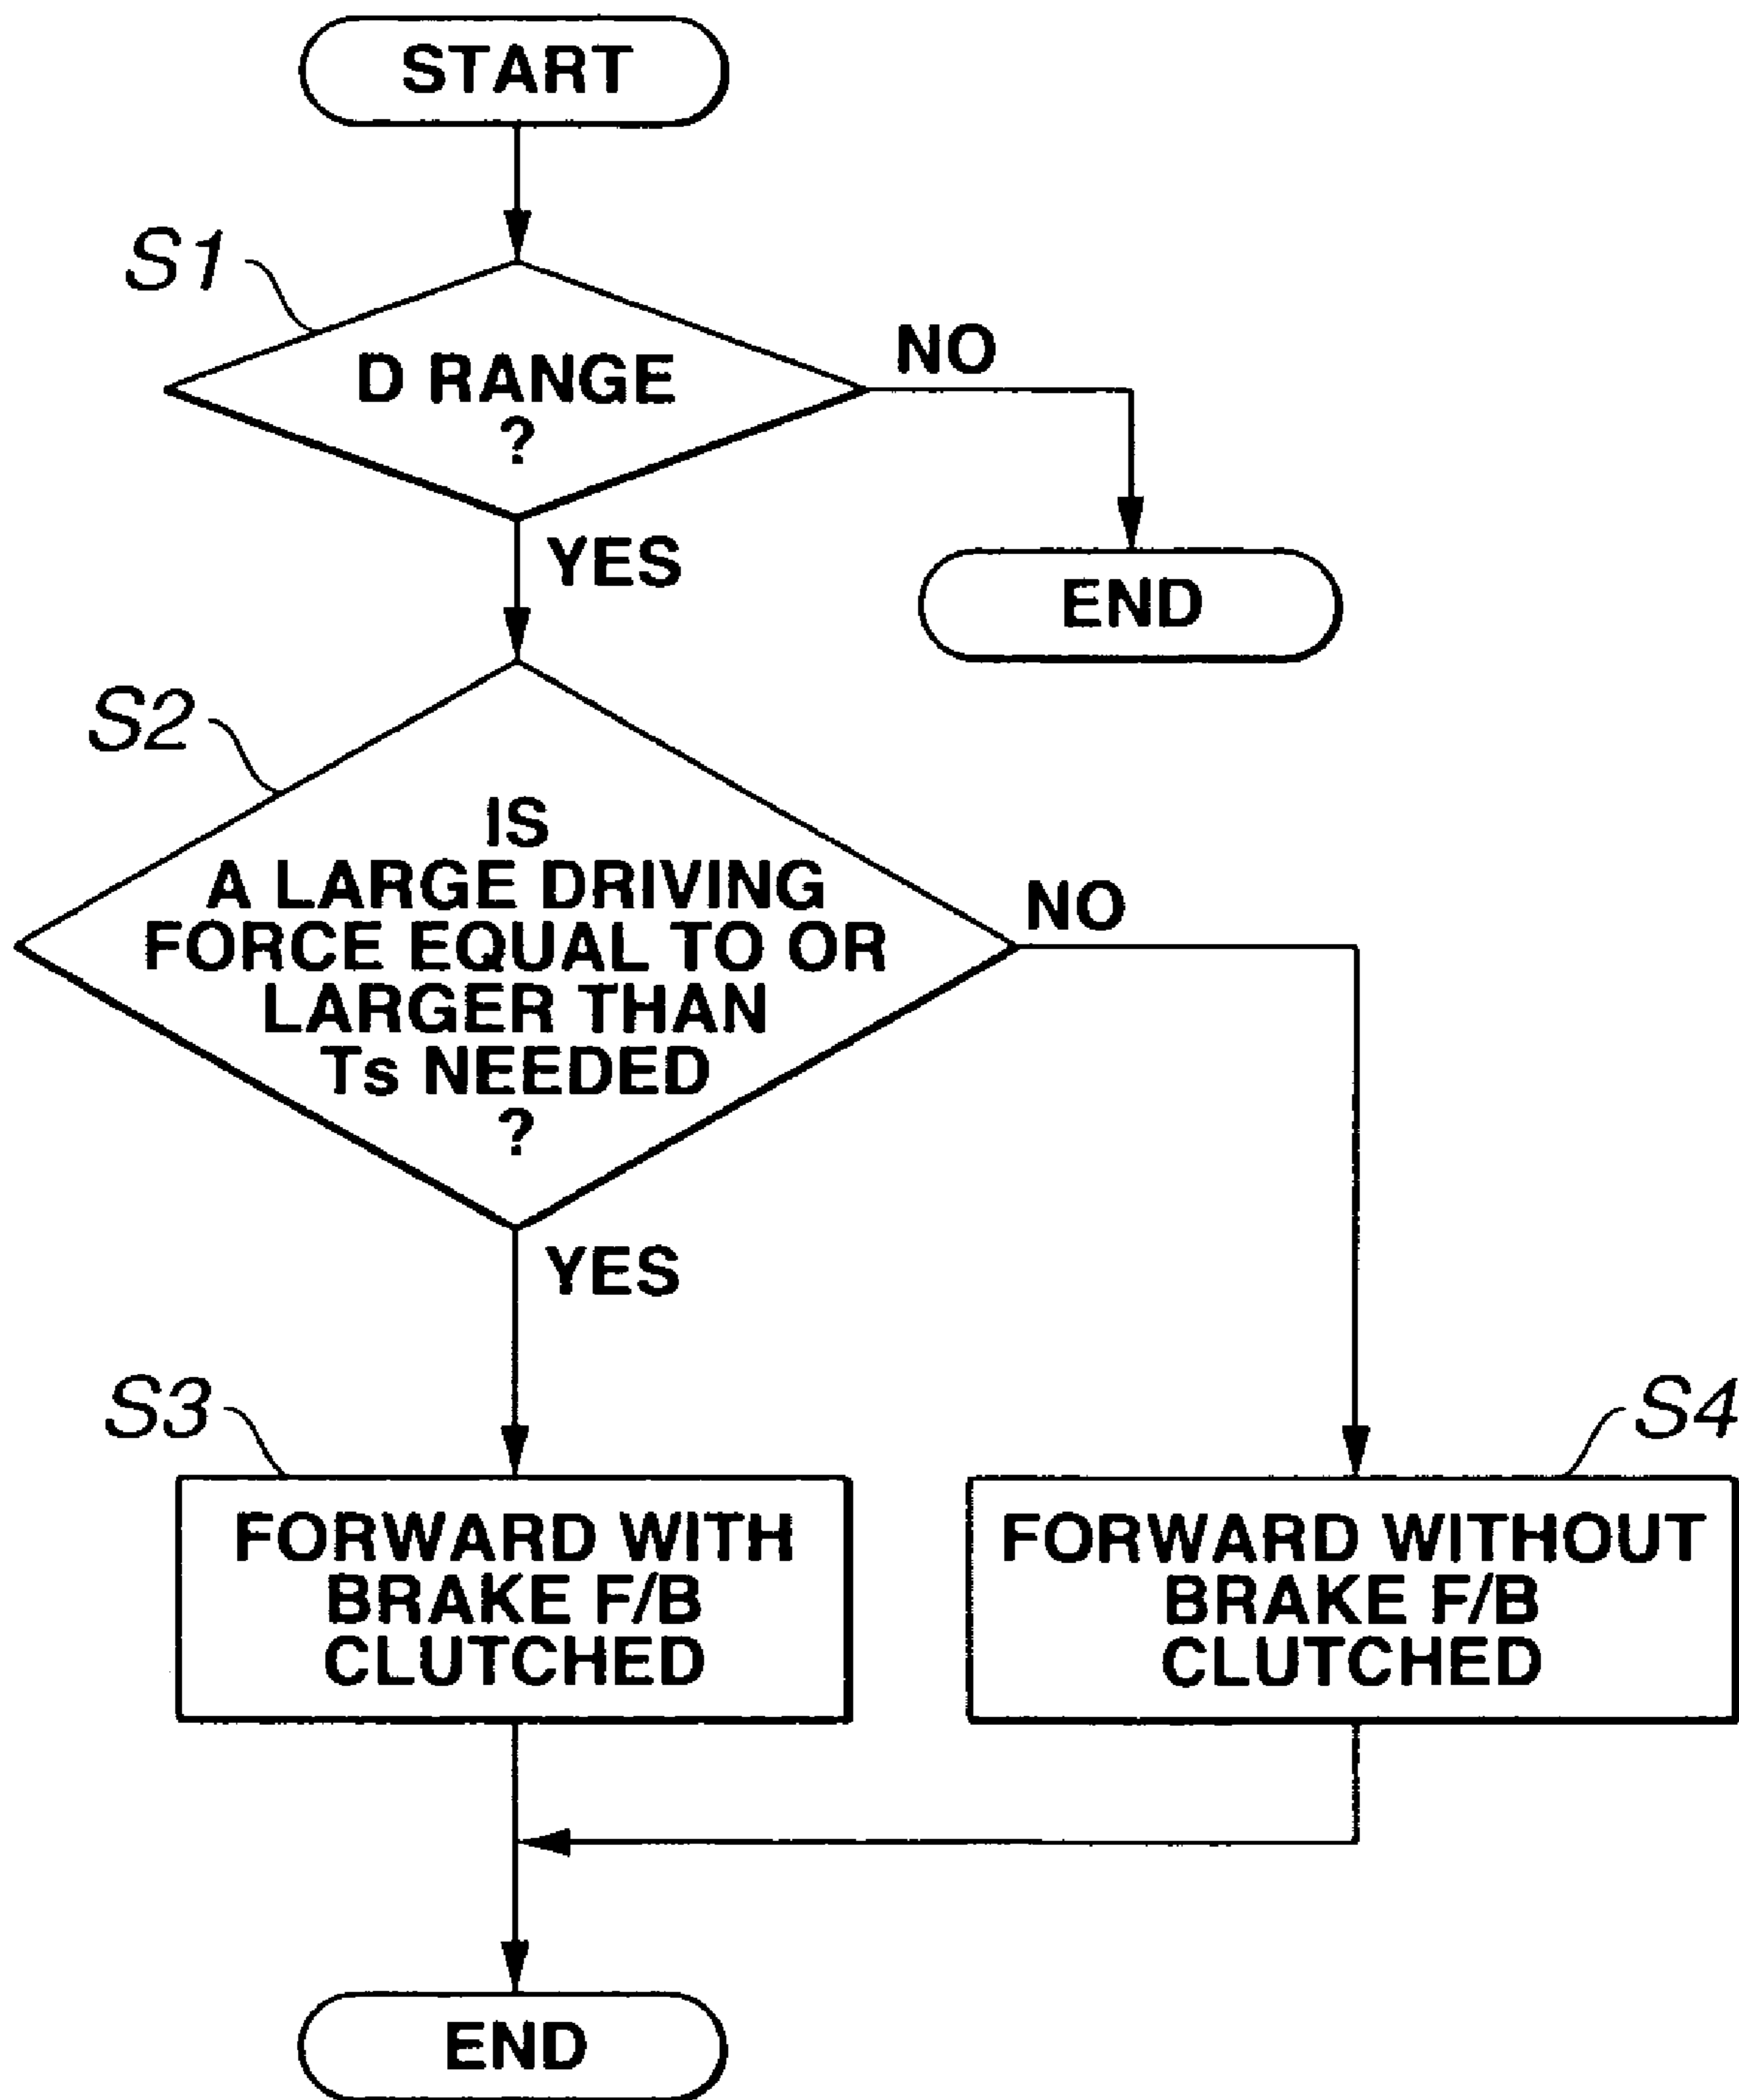 START
S1
D RANGE
?
NO
YES
END
S2
IS
A LARGE DRIVING
FORCE EQUAL TO OR
LARGER THAN
Ts NEEDED
?
NO
YES
S3
FORWARD WITH
BRAKE F/B
CLUTCHED
S4
FORWARD WITHOUT
BRAKE F/B
CLUTCHED
END